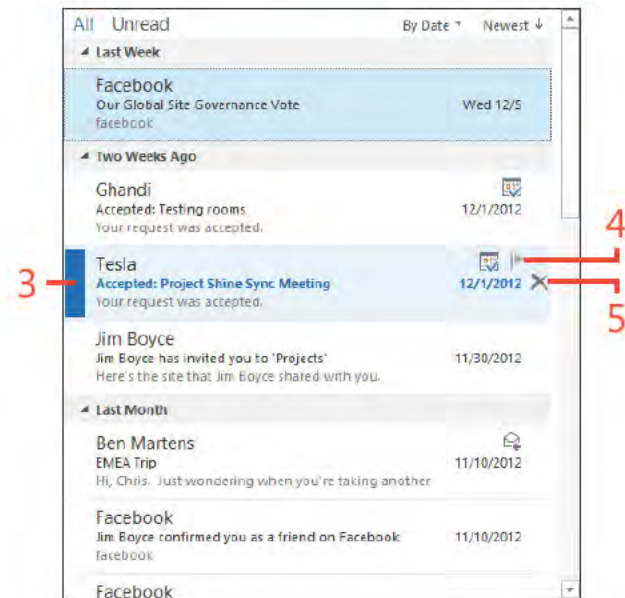 All Unread By Date Newest
Last Week
Facebook
Our Global Site Governance Vote Wed 12/5
facebook
Two Weeks Ago
Ghandi
Accepted: Testing rooms 12/1/2012
Your request was accepted.
4
3
Tesla
Accepted: Project Shine Sync Meeting 12/1/2012
Your request was accepted.
5
Jim Boyce
Jim Boyce has invited you to 'Projects' 11/30/2012
Here's the site that Jim Boyce shared with you.
Last Month
Ben Martens
EMEA Trip 11/10/2012
Hi, Chris. Just wondering when you're taking another
Facebook
Jim Boyce confirmed you as a friend on Facebook 11/10/2012
facebook
Facebook